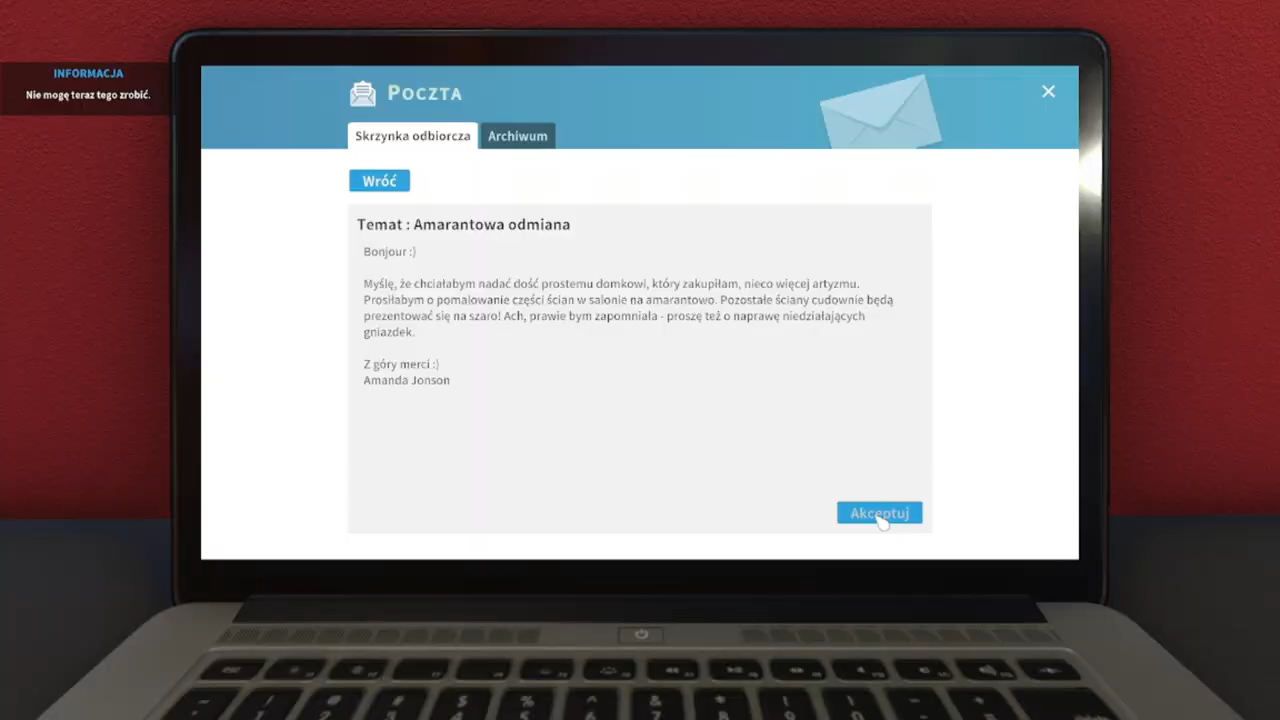 INFORMACJA
Nie mogę teraz tego zrobić.
Poczta
Skrzynka odbiorcza
Archiwum
Wróć
Temat : Amarantowa odmiana
Bonjour :)
Myślę, że chciałabym nadać dość prostemu domkowi, który zakupiłam, nieco więcej artyzmu.
Prosiłabym o pomalowanie części ścian w salonie na amarantowo. Pozostałe ściany cudownie będą
prezentować się na szaro! Ach, prawie bym zapomniała - proszę też o naprawę niedziałających
gniazdek.
Z góry merci :)
Amanda Jonson
Akceptuj